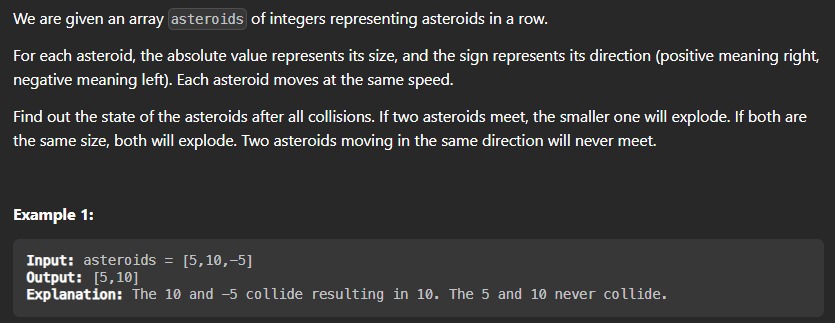 We are given an array asteroids of integers representing asteroids in a row.
For each asteroid, the absolute value represents its size, and the sign represents its direction (positive meaning right,
negative meaning left). Each asteroid moves at the same speed.
Find out the state of the asteroids after all collisions. If two asteroids meet, the smaller one will explode. If both are
the same size, both will explode. Two asteroids moving in the same direction will never meet.
Example 1:
Input: asteroids = [5,10,-5]
Output: [5,10]
Explanation: The 10 and -5 collide resulting in 10. The 5 and 10 never collide.